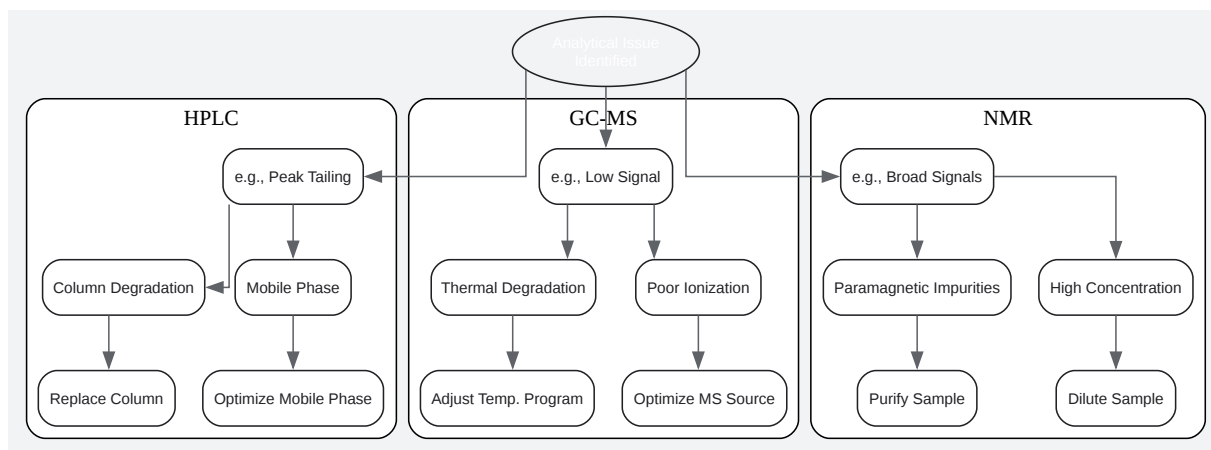 Analytical Issue
Identified
HPLC
GC-MS
NMR
e.g., Peak Tailing
e.g., Low Signal
e.g., Broad Signals
Column Degradation
Mobile Phase
Thermal Degradation
Poor Ionization
Paramagnetic Impurities
High Concentration
Replace Column
Optimize Mobile Phase
Adjust Temp. Program
Optimize MS Source
Purify Sample
Dilute Sample